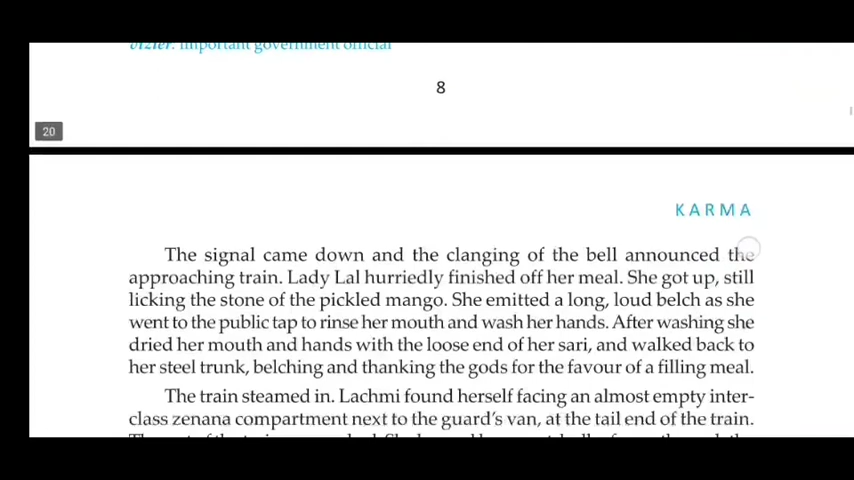 vizier: important government official
8
20
KARMA
The signal came down and the clanging of the bell announced the
approaching train. Lady Lal hurriedly finished off her meal. She got up, still
licking the stone of the pickled mango. She emitted a long, loud belch as she
went to the public tap to rinse her mouth and wash her hands. After washing she
dried her mouth and hands with the loose end of her sari, and walked back to
her steel trunk, belching and thanking the gods for the favour of a filling meal.
The train steamed in. Lachmi found herself facing an almost empty inter-
class zenana compartment next to the guard's van, at the tail end of the train.